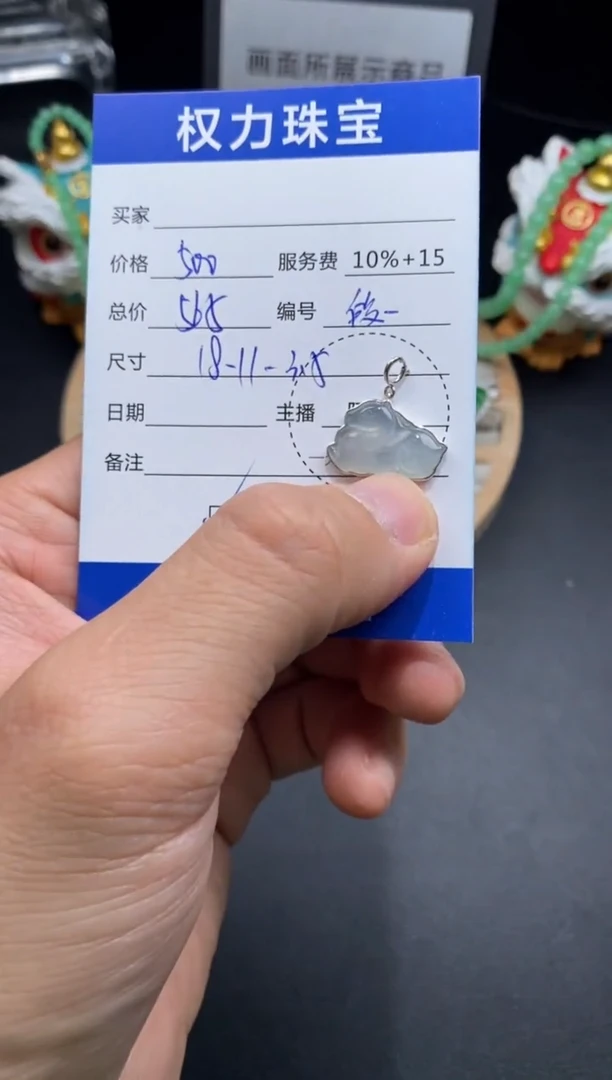 画面所展示商品
权力珠宝
买家
价格 500 服务费 10%+15
总价 565 编号
尺寸 18-11-3.8
日期 主播
备注